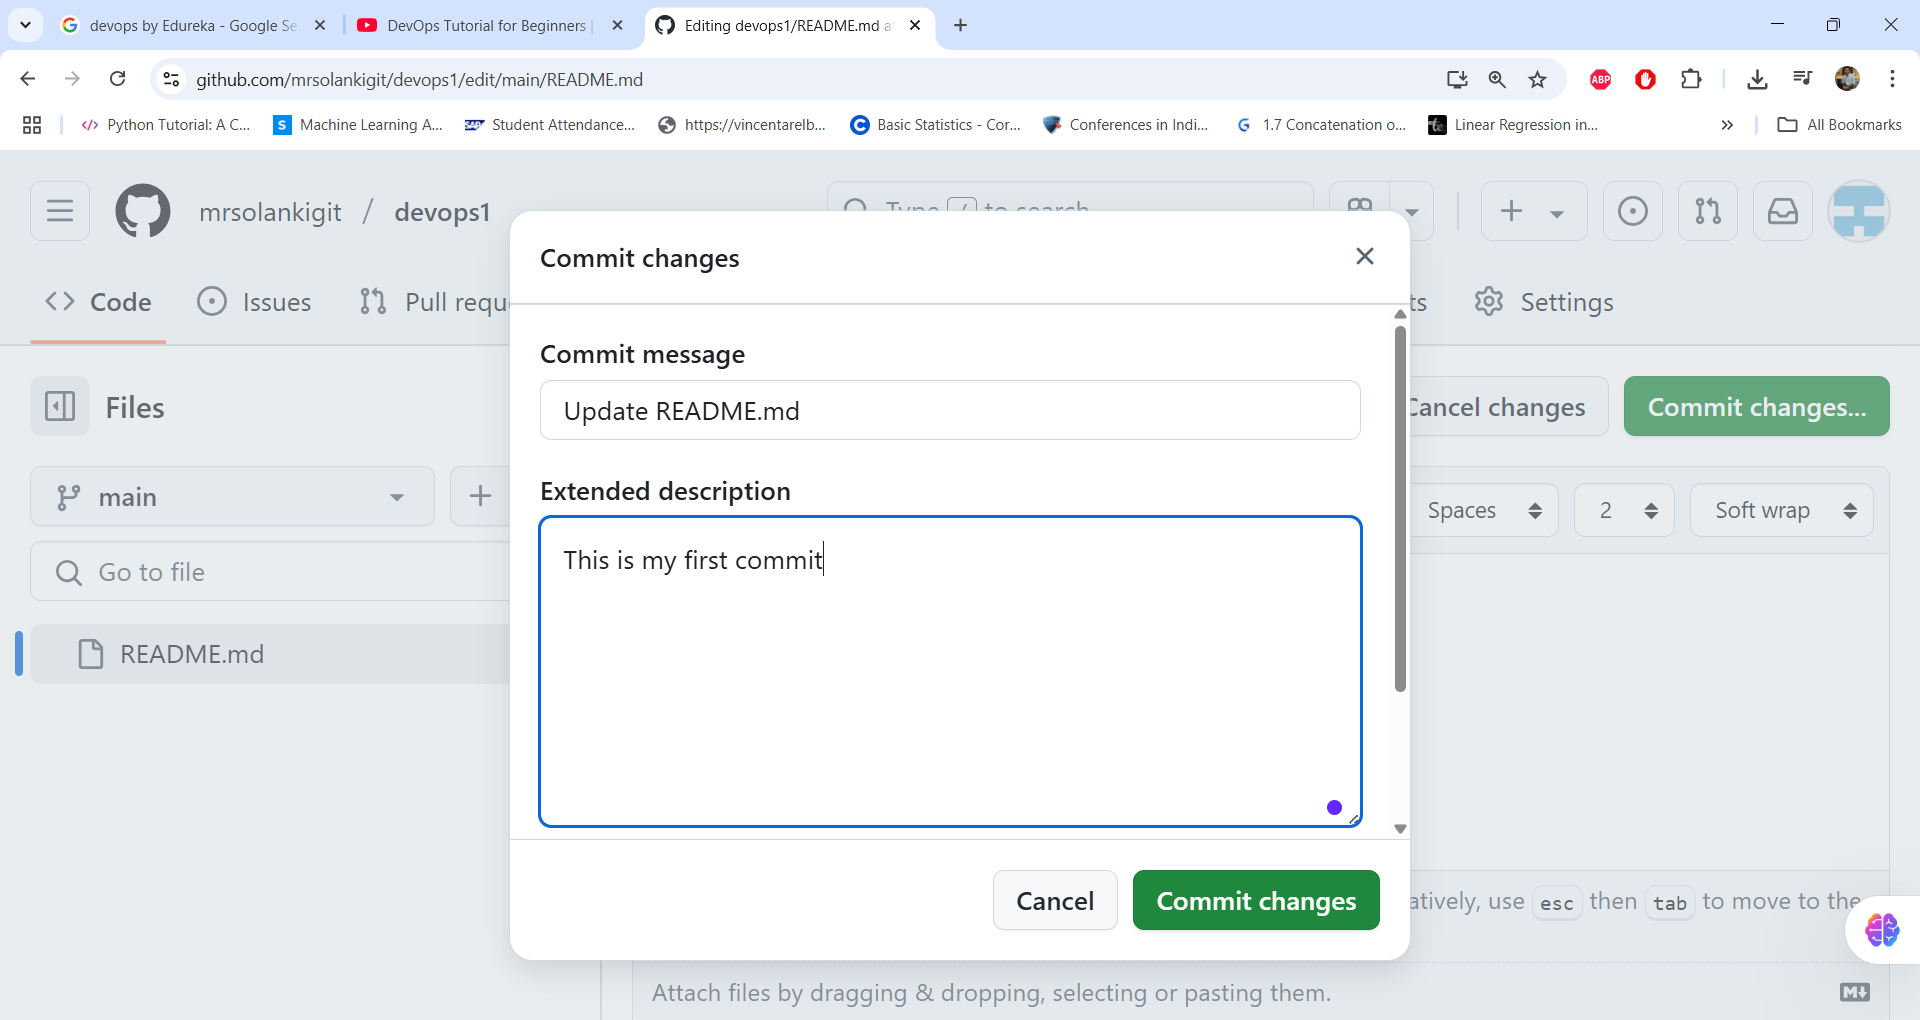 devops by Edureka - Google Se
DevOps Tutorial for Beginners |
Editing devops1/README.md a
github.com/mrsolankigit/devops1/edit/main/README.md
ABP
Python Tutorial: A C...
S
Machine Learning A...
Student Attendance...
https://vincentarelb...
Basic Statistics - Cor...
Conferences in Indi...
1.7 Concatenation o...
Linear Regression in...
All Bookmarks
mrsolankigit / devops1
Type / to search
Code
Issues
Pull requ
ts
Settings
Files
Cancel changes
Commit changes...
main
Spaces
2
Soft wrap
Go to file
README.md
Commit changes
Commit message
Update README.md
Extended description
This is my first commit
Cancel
Commit changes
atively, use esc then tab to move to the
Attach files by dragging & dropping, selecting or pasting them.